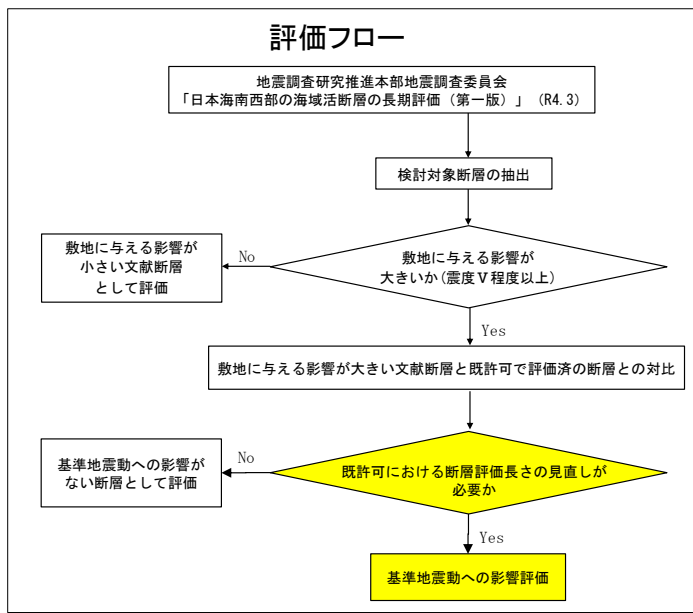 評価フロー
地震調査研究推進本部地震調査委員会
「日本海南西部の海域活断層の長期評価（第一版）」（R4.3）
検討対象断層の抽出
敷地に与える影響が
小さい文献断層
として評価
No
敷地に与える影響が
大きいか(震度Ⅴ程度以上)
Yes
敷地に与える影響が大きい文献断層と既許可で評価済の断層との対比
基準地震動への影響が
ない断層として評価
No
既許可における断層評価長さの見直しが
必要か
Yes
基準地震動への影響評価